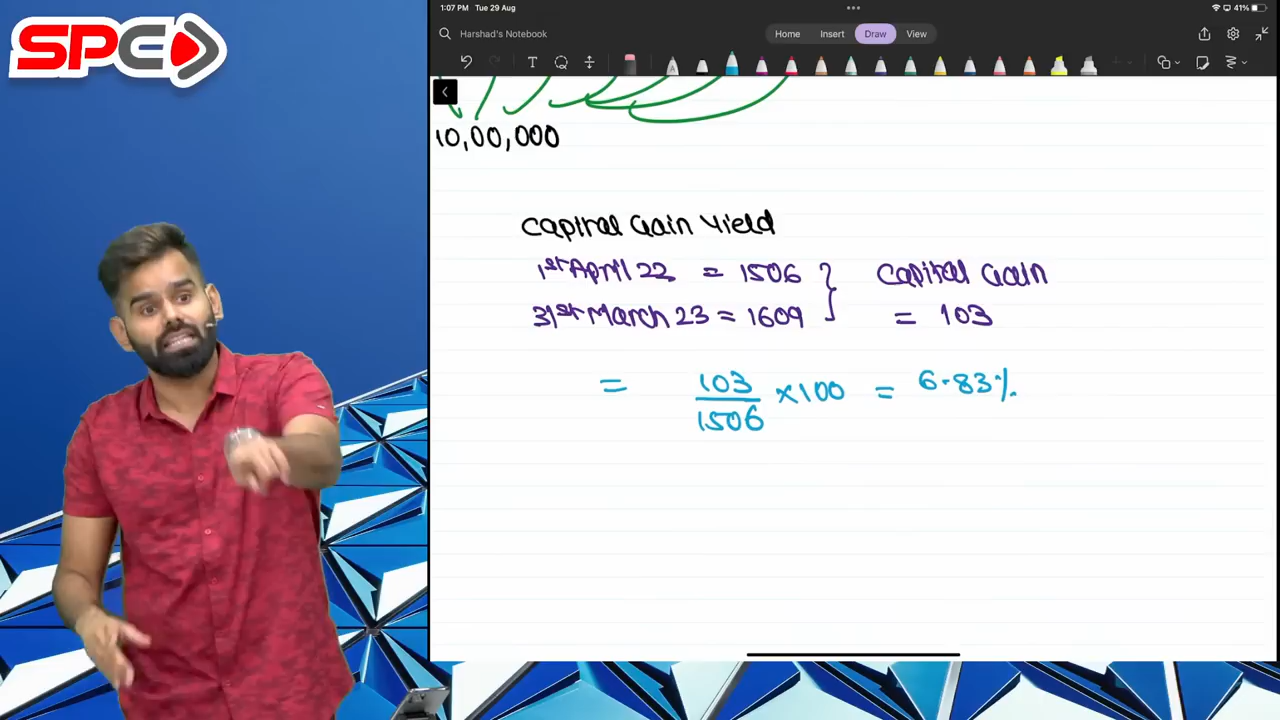 SPC
1:07 PM Tue 29 Aug
41%
Harshad's Notebook
Home Insert Draw View
10,00,000
Capital Gain Yield
1st April 22 = 1506 } Capital Gain
31st March 23 = 1609 = 103
= 103/1506 ×100 = 6.83%